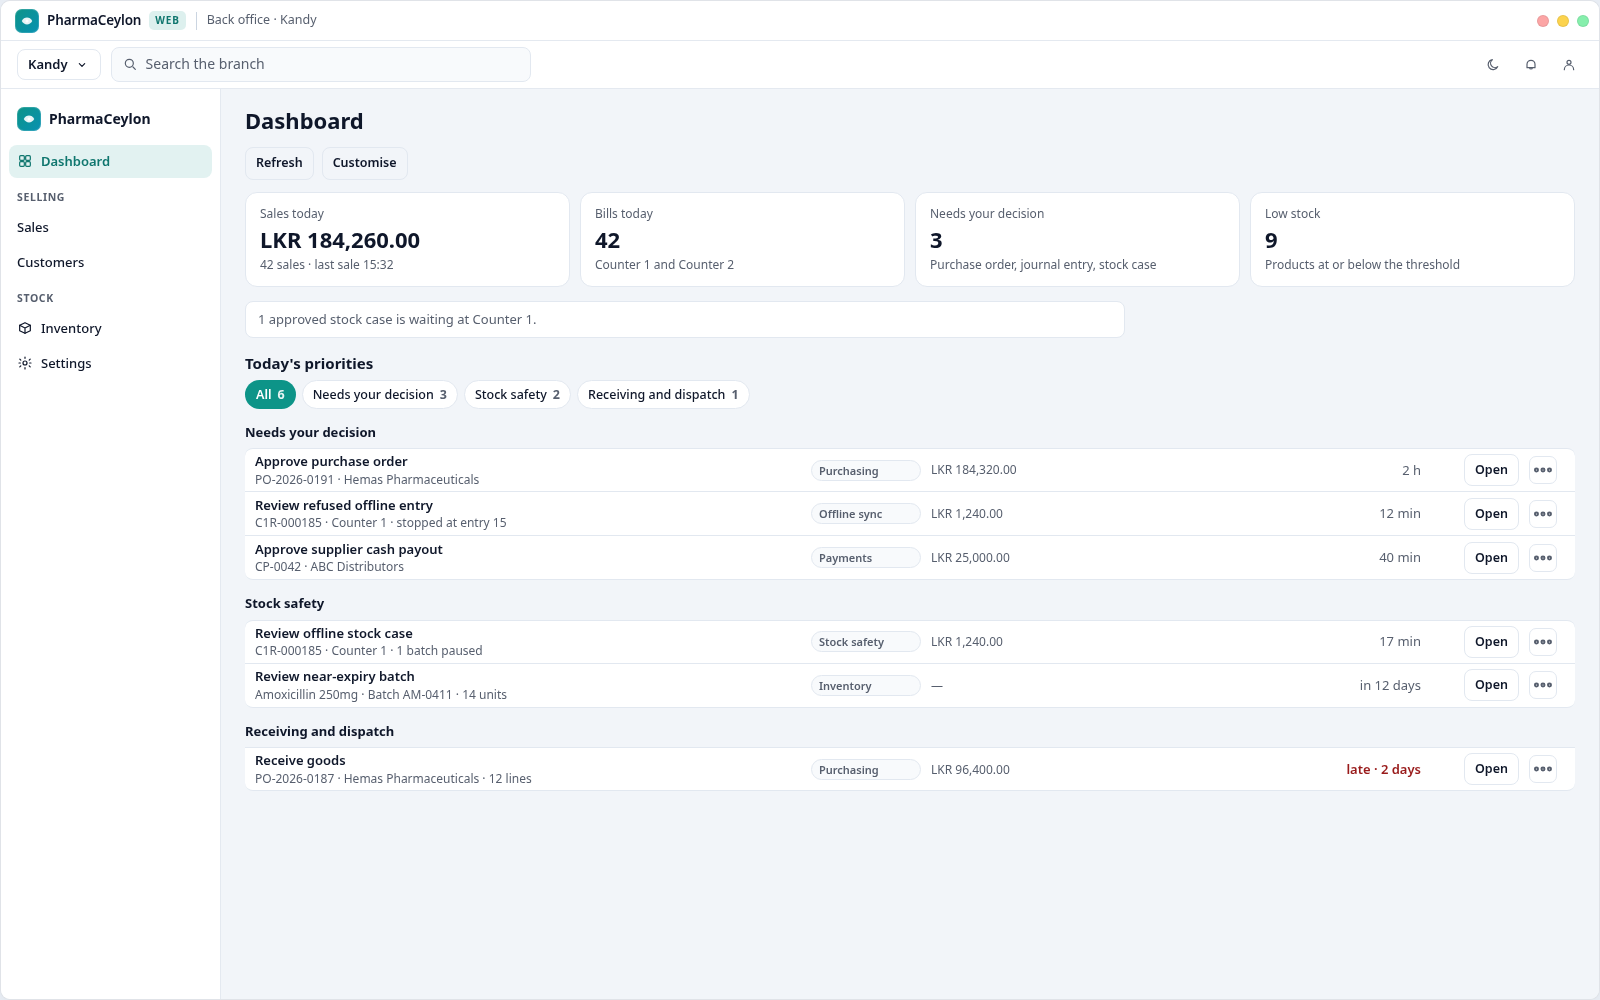 PharmaCeylon WEB Back office · Kandy
Kandy Search the branch
PharmaCeylon
Dashboard
SELLING
Sales
Customers
STOCK
Inventory
Settings
Dashboard
Refresh Customise
Sales today
LKR 184,260.00
42 sales · last sale 15:32
Bills today
42
Counter 1 and Counter 2
Needs your decision
3
Purchase order, journal entry, stock case
Low stock
9
Products at or below the threshold
1 approved stock case is waiting at Counter 1.
Today's priorities
All 6 Needs your decision 3 Stock safety 2 Receiving and dispatch 1
Needs your decision
Approve purchase order
PO-2026-0191 · Hemas Pharmaceuticals
Purchasing LKR 184,320.00 2 h Open
Review refused offline entry
C1R-000185 · Counter 1 · stopped at entry 15
Offline sync LKR 1,240.00 12 min Open
Approve supplier cash payout
CP-0042 · ABC Distributors
Payments LKR 25,000.00 40 min Open
Stock safety
Review offline stock case
C1R-000185 · Counter 1 · 1 batch paused
Stock safety LKR 1,240.00 17 min Open
Review near-expiry batch
Amoxicillin 250mg · Batch AM-0411 · 14 units
Inventory — in 12 days Open
Receiving and dispatch
Receive goods
PO-2026-0187 · Hemas Pharmaceuticals · 12 lines
Purchasing LKR 96,400.00 late · 2 days Open